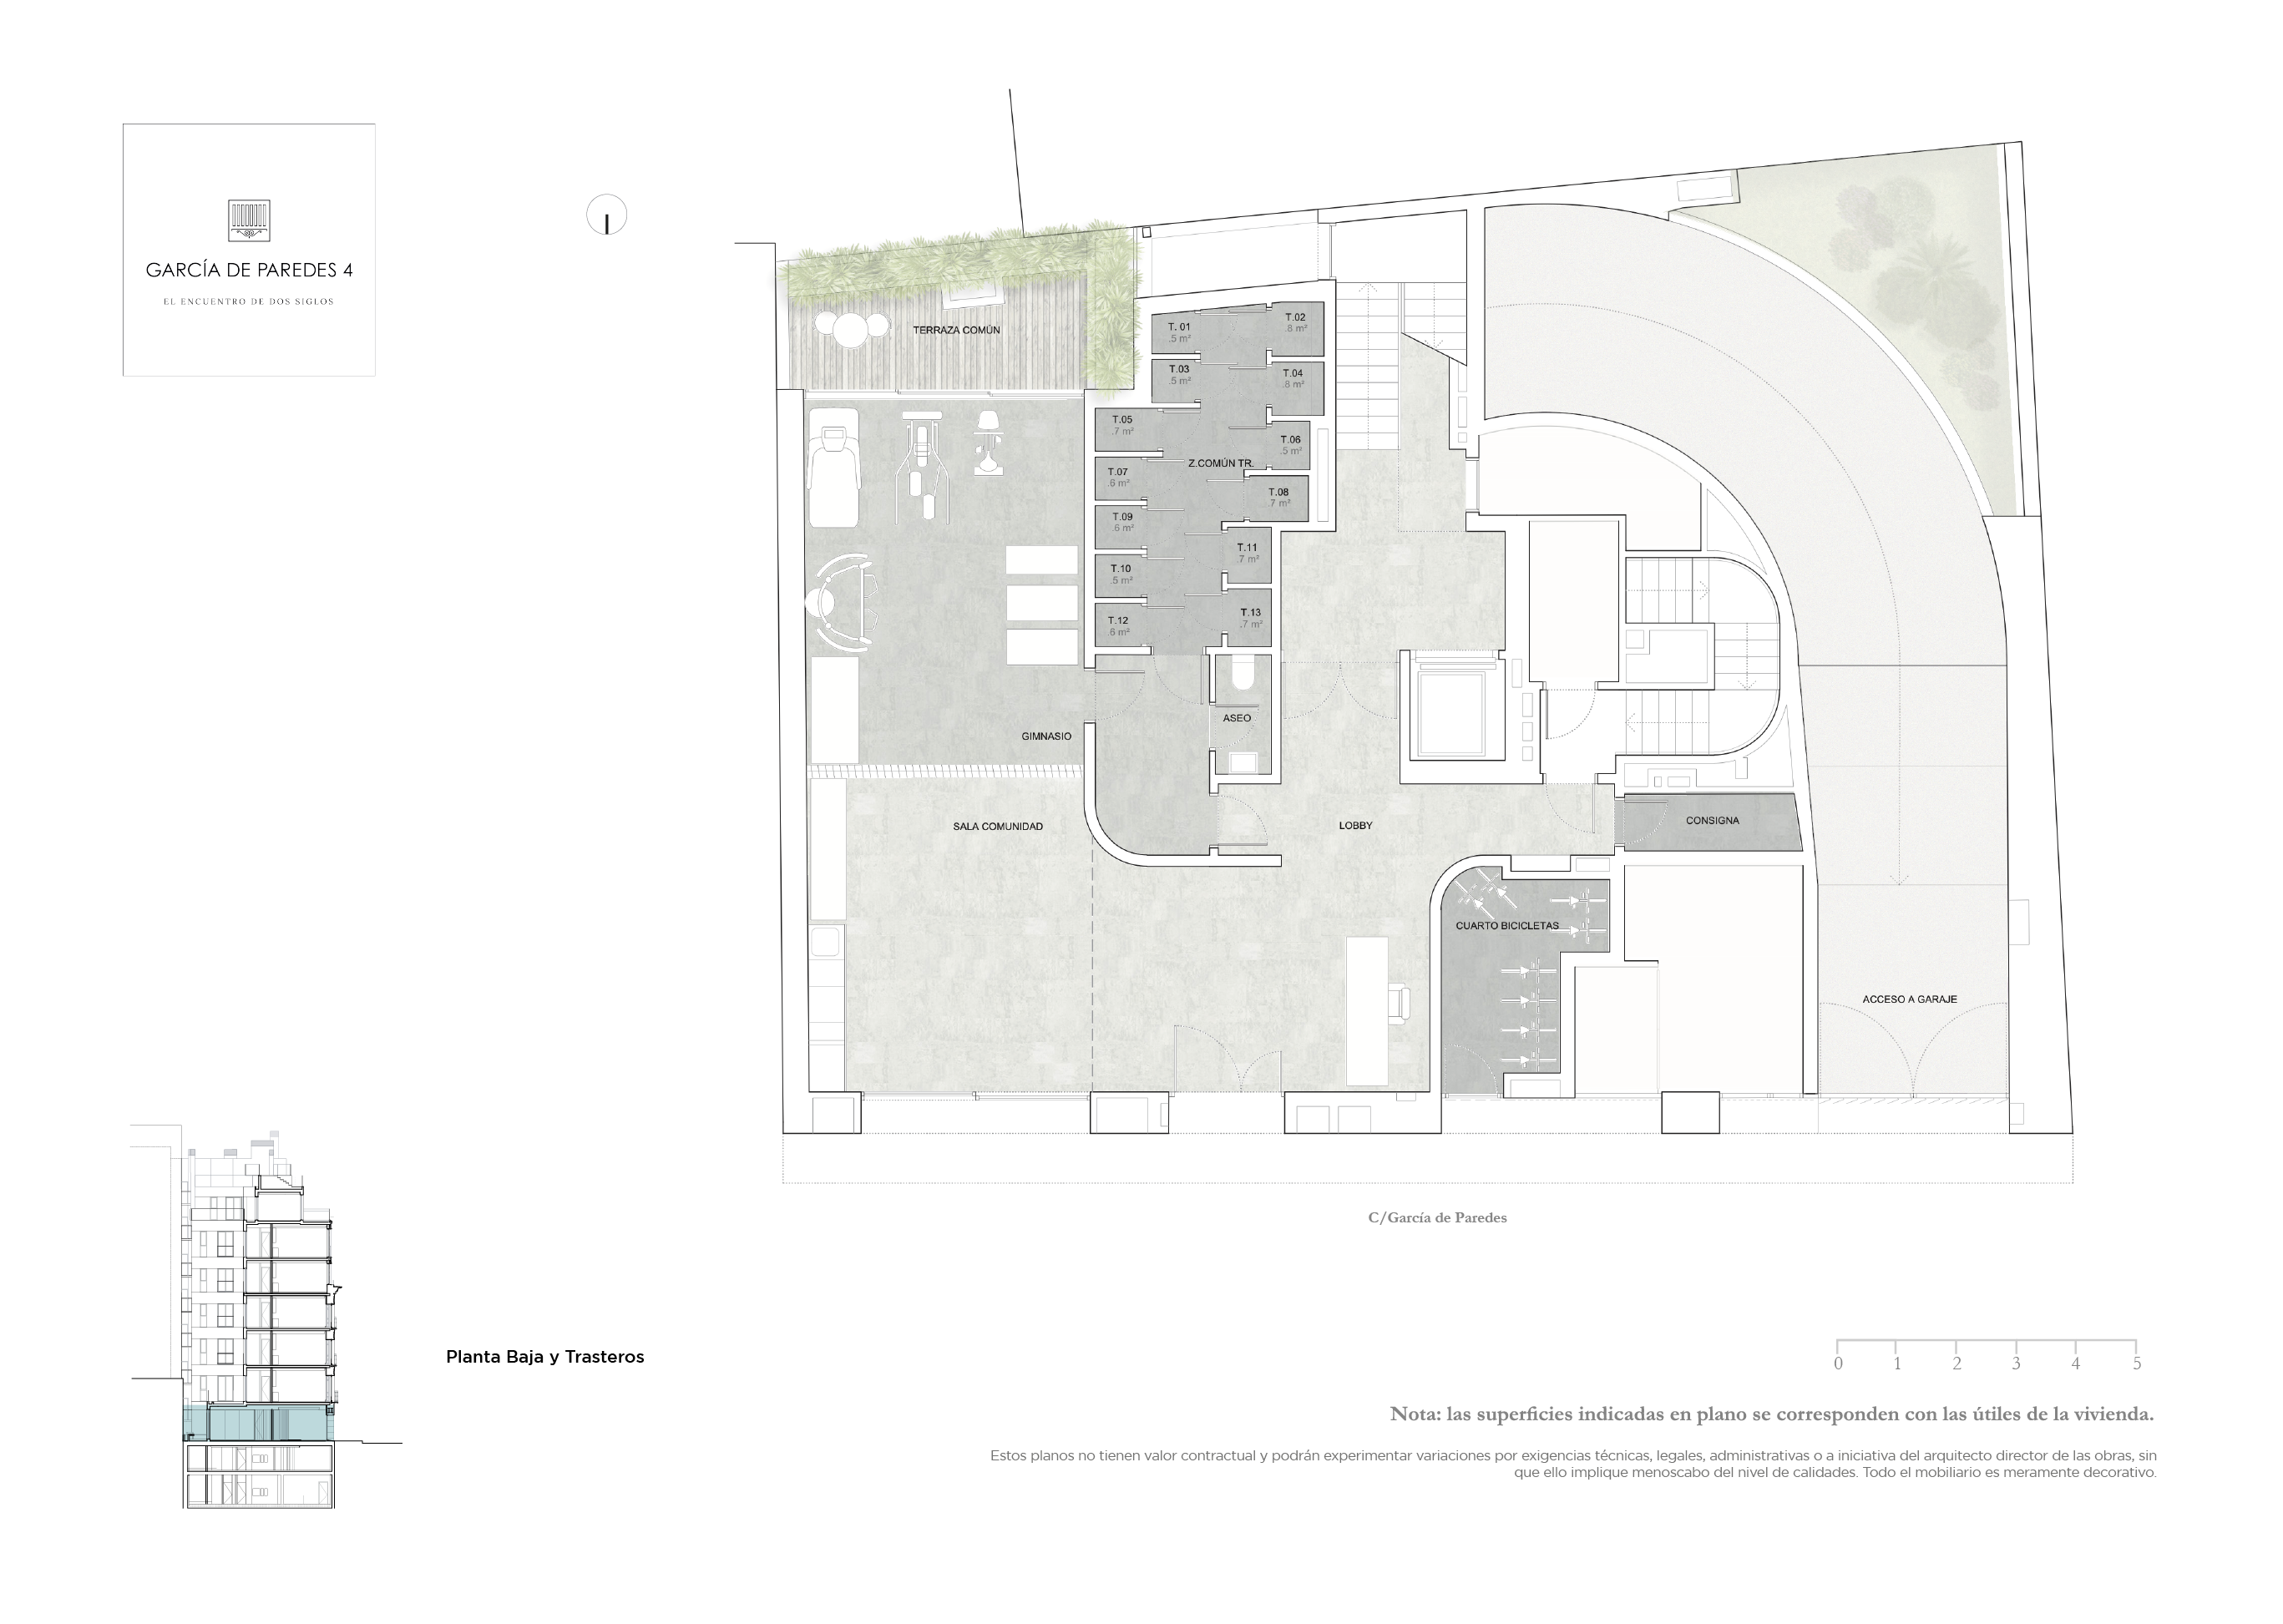 GARCÍA DE PAREDES 4
EL ENCUENTRO DE DOS SIGLOS
TERRAZA COMÚN
T. 01
.5 m²
T.02
.8 m²
T.03
.5 m²
T.04
.8 m²
T.05
.7 m²
T.06
.5 m²
Z.COMÚN TR.
T.07
.6 m²
T.08
.7 m²
T.09
.6 m²
T.10
.5 m²
T.11
.7 m²
T.12
.6 m²
T.13
.7 m²
ASEO
GIMNASIO
SALA COMUNIDAD
LOBBY
CONSIGNA
CUARTO BICICLETAS
ACCESO A GARAJE
C/García de Paredes
Planta Baja y Trasteros
0 1 2 3 4 5
Nota: las superficies indicadas en plano se corresponden con las útiles de la vivienda.
Estos planos no tienen valor contractual y podrán experimentar variaciones por exigencias técnicas, legales, administrativas o a iniciativa del arquitecto director de las obras, sin
que ello implique menoscabo del nivel de calidades. Todo el mobiliario es meramente decorativo.